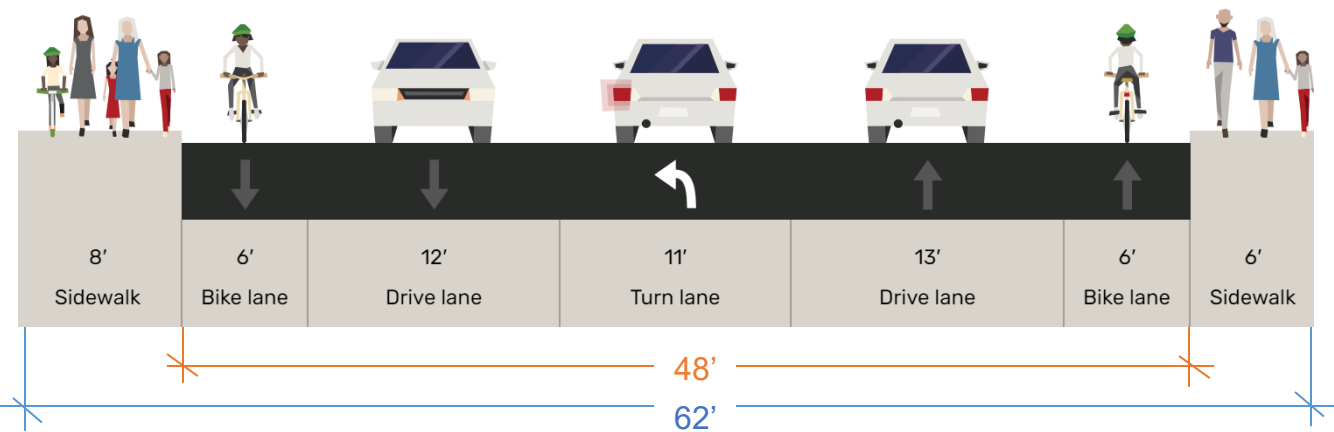 8′ 6′ 12′ 11′ 13′ 6′ 6′
Sidewalk Bike lane Drive lane Turn lane Drive lane Bike lane Sidewalk
48’
62’